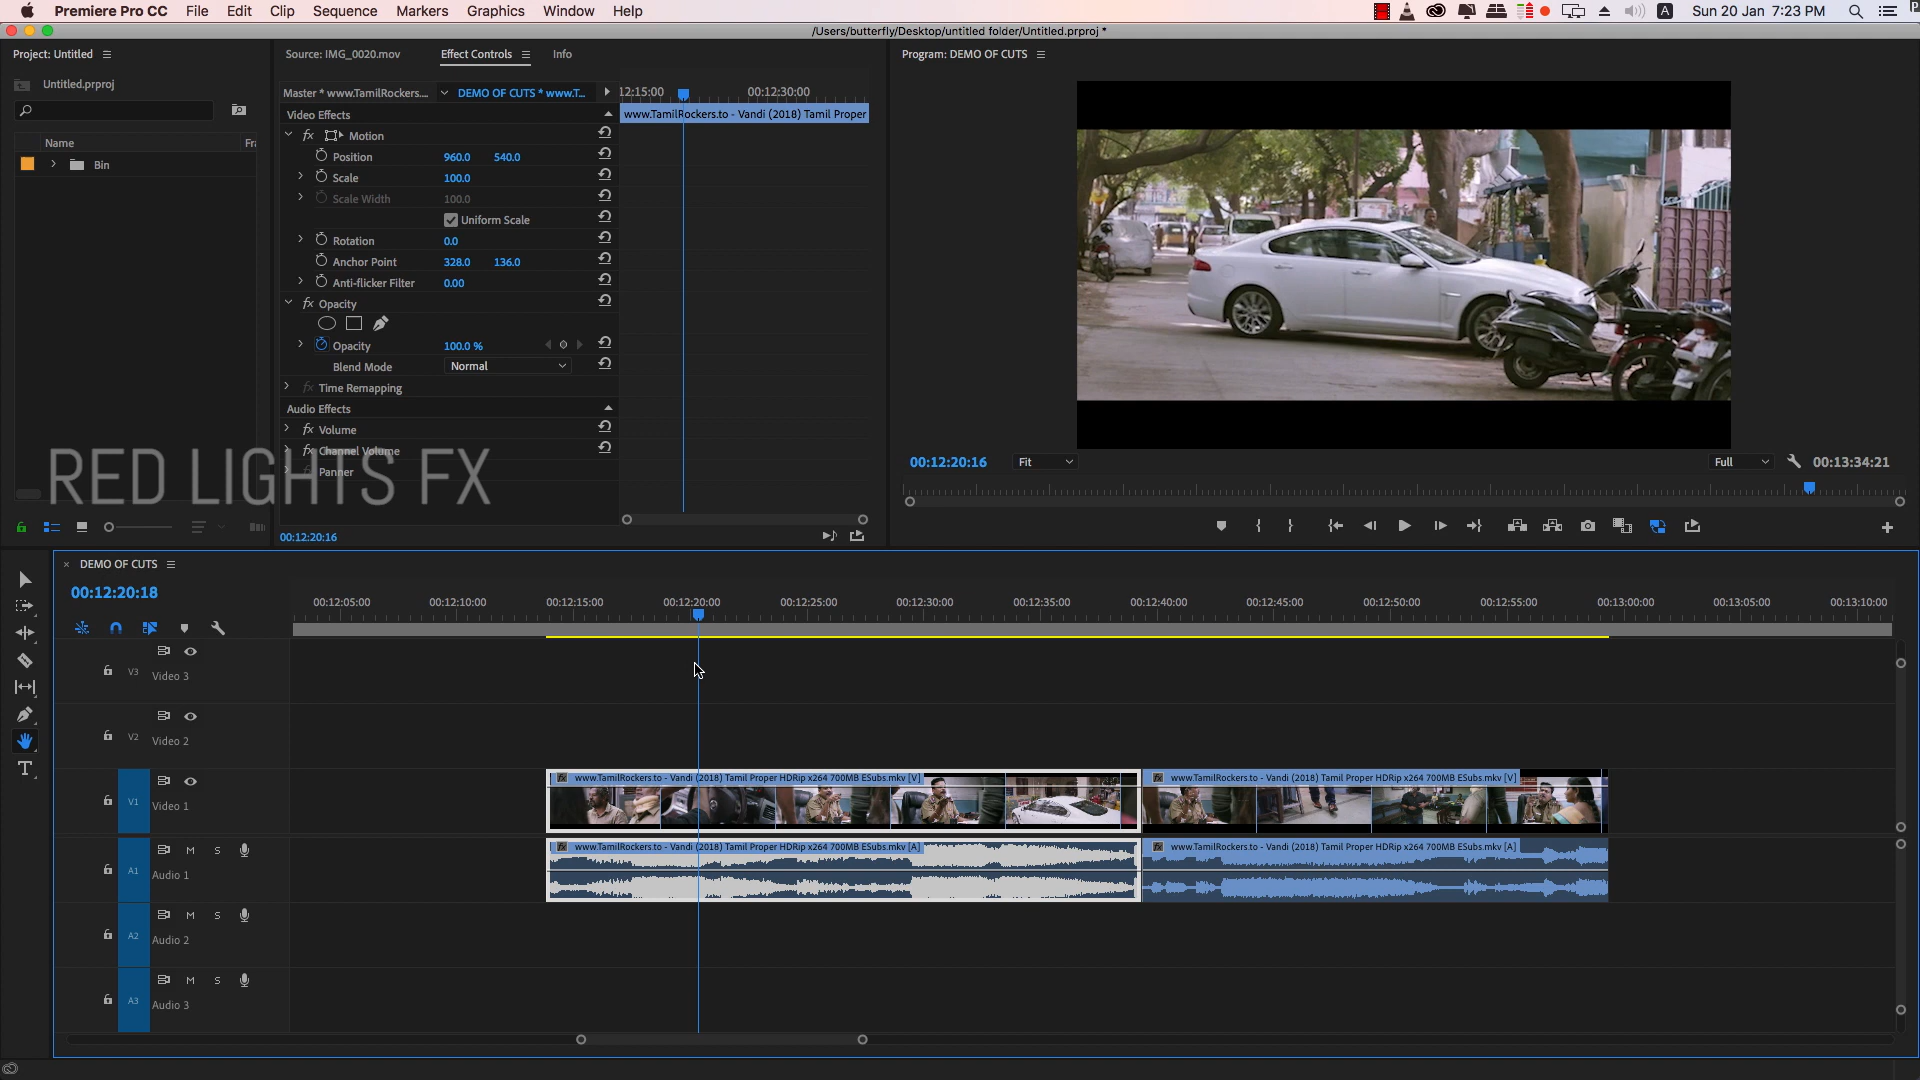 Premiere Pro CC File Edit Clip Sequence Markers Graphics Window Help
A Sun 20 Jan 7:23 PM
/Users/butterfly/Desktop/untitled folder/Untitled.prproj *
Project: Untitled
Source: IMG_0020.mov Effect Controls Info
Program: DEMO OF CUTS
Untitled.prproj
Master * www.TamilRockers.... DEMO OF CUTS * www.T... 12:15:00 00:12:30:00
Video Effects
www.TamilRockers.to - Vandi (2018) Tamil Proper
Name
Bin
fx Motion
Position 960.0 540.0
Scale 100.0
Scale Width 100.0
Uniform Scale
Rotation 0.0
Anchor Point 328.0 136.0
Anti-flicker Filter 0.00
fx Opacity
Opacity 100.0 %
Blend Mode Normal
fx Time Remapping
Audio Effects
fx Volume
fx Channel Volume
Panner
RED LIGHTS FX
00:12:20:16
00:12:20:16 Fit Full 00:13:34:21
DEMO OF CUTS
00:12:20:18
00:12:05:00 00:12:10:00 00:12:15:00 00:12:20:00 00:12:25:00 00:12:30:00 00:12:35:00 00:12:40:00 00:12:45:00 00:12:50:00 00:12:55:00 00:13:00:00 00:13:05:00 00:13:10:00
V3 Video 3
V2 Video 2
V1 Video 1
fx www.TamilRockers.to - Vandi (2018) Tamil Proper HDRip x264 700MB ESubs.mkv [V]
fx www.TamilRockers.to - Vandi (2018) Tamil Proper HDRip x264 700MB ESubs.mkv [V]
M S
A1 Audio 1
fx www.TamilRockers.to - Vandi (2018) Tamil Proper HDRip x264 700MB ESubs.mkv [A]
fx www.TamilRockers.to - Vandi (2018) Tamil Proper HDRip x264 700MB ESubs.mkv [A]
M S
A2 Audio 2
M S
A3 Audio 3